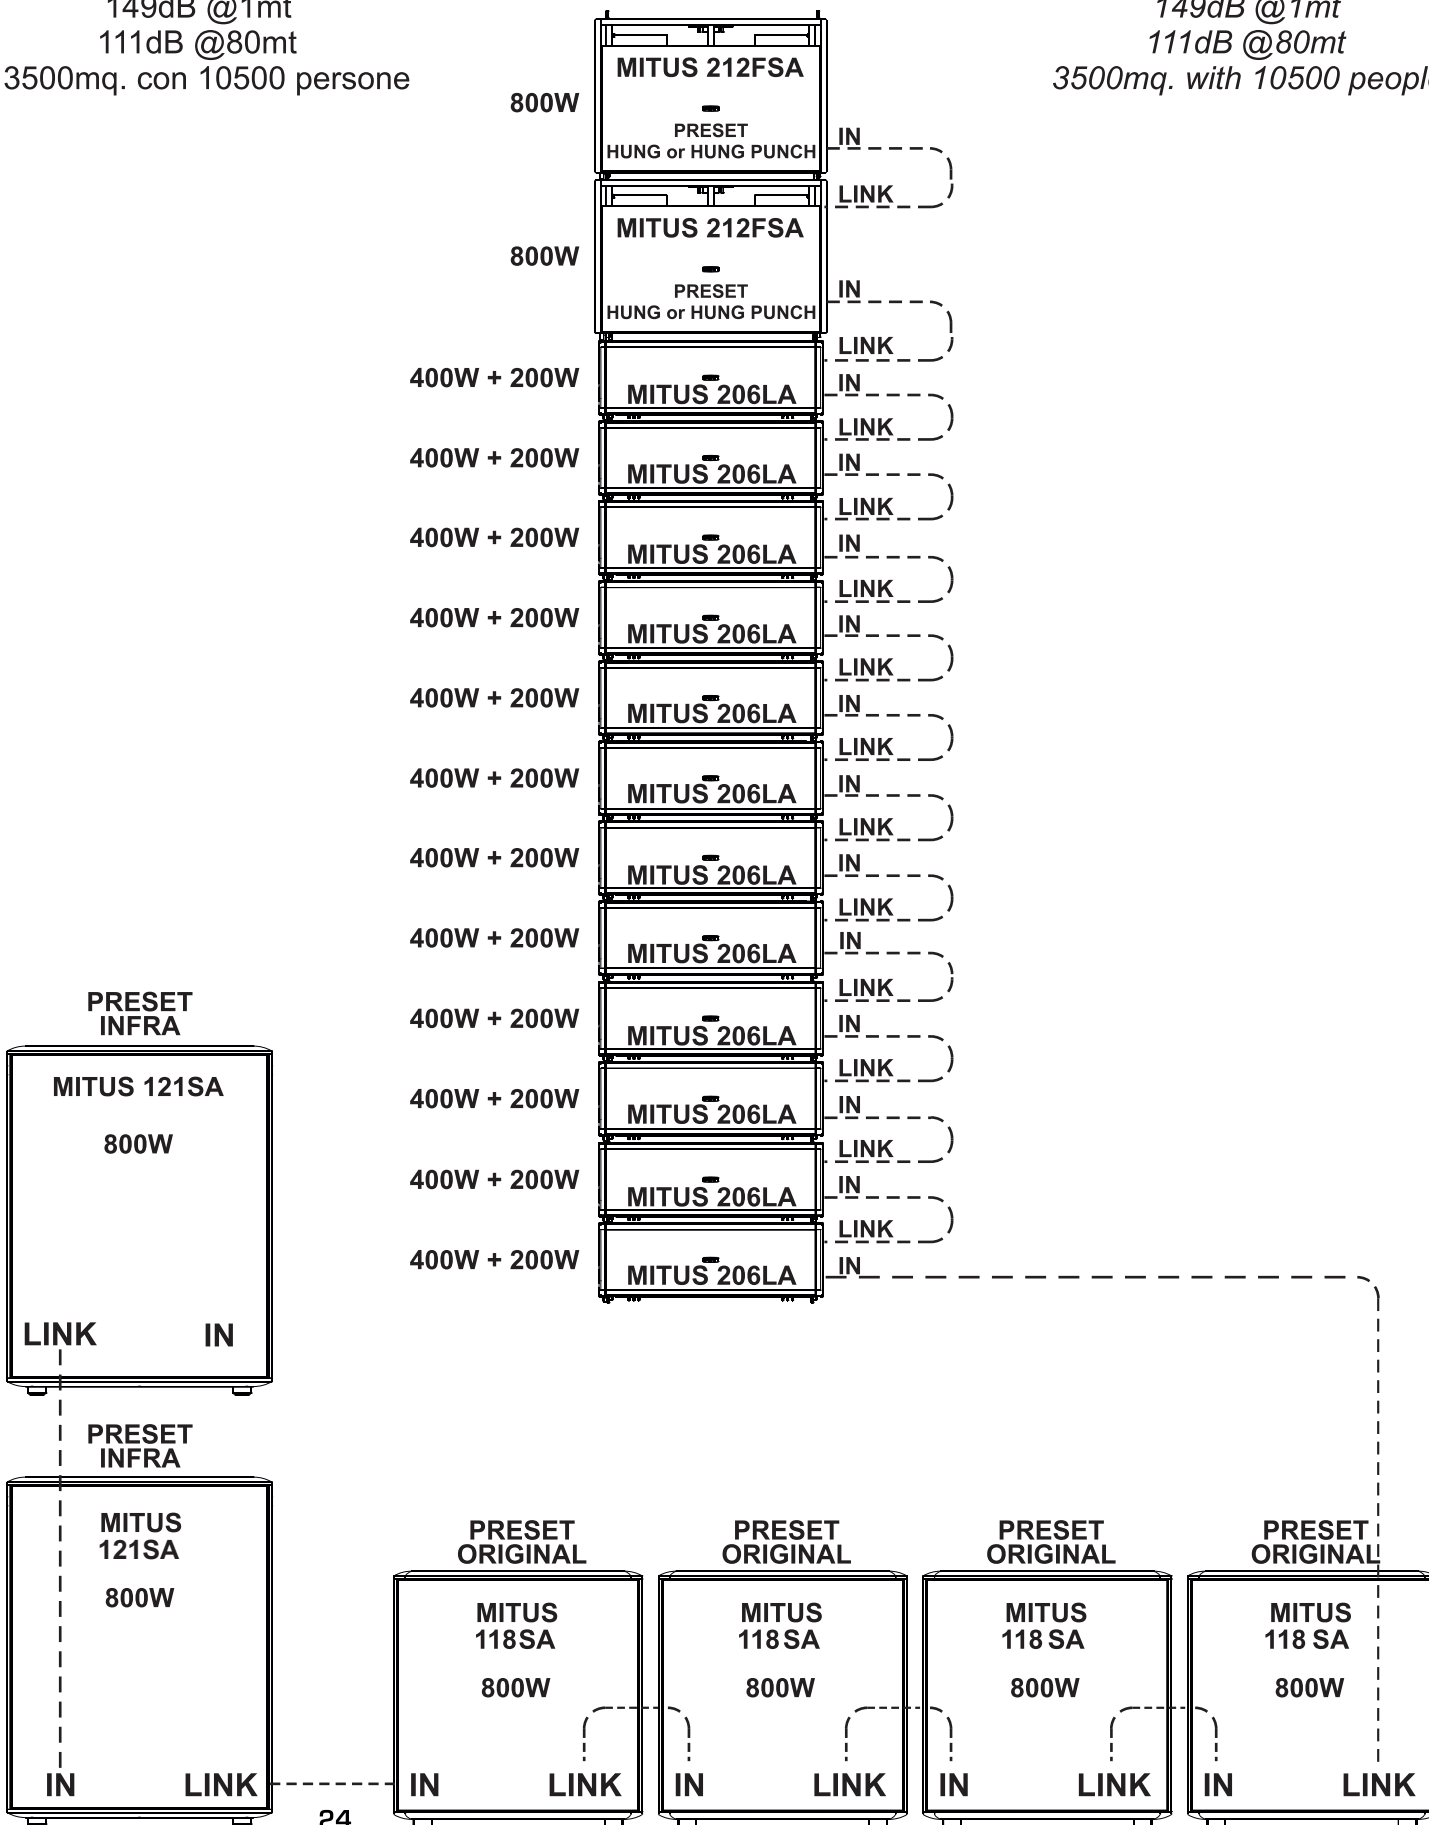 149dB @1mt
111dB @80mt
3500mq. con 10500 persone
149dB @1mt
111dB @80mt
3500mq. with 10500 people
MITUS 212FSA
800W
PRESET
HUNG or HUNG PUNCH
IN
LINK
MITUS 212FSA
800W
PRESET
HUNG or HUNG PUNCH
IN
LINK
400W + 200W
MITUS 206LA
IN
LINK
400W + 200W
MITUS 206LA
IN
LINK
400W + 200W
MITUS 206LA
IN
LINK
400W + 200W
MITUS 206LA
IN
LINK
400W + 200W
MITUS 206LA
IN
LINK
400W + 200W
MITUS 206LA
IN
LINK
400W + 200W
MITUS 206LA
IN
LINK
400W + 200W
MITUS 206LA
IN
LINK
400W + 200W
MITUS 206LA
IN
LINK
400W + 200W
MITUS 206LA
IN
LINK
400W + 200W
MITUS 206LA
IN
LINK
400W + 200W
MITUS 206LA
IN
PRESET
INFRA
MITUS 121SA
800W
LINK IN
PRESET
INFRA
MITUS
121SA
800W
IN LINK
PRESET
ORIGINAL
MITUS
118SA
800W
IN LINK
PRESET
ORIGINAL
MITUS
118SA
800W
IN LINK
PRESET
ORIGINAL
MITUS
118 SA
800W
IN LINK
PRESET
ORIGINAL
MITUS
118 SA
800W
IN LINK
24